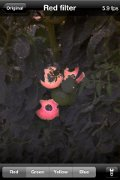 Original Red filter 5.9 fps
Red Green Yellow Blue